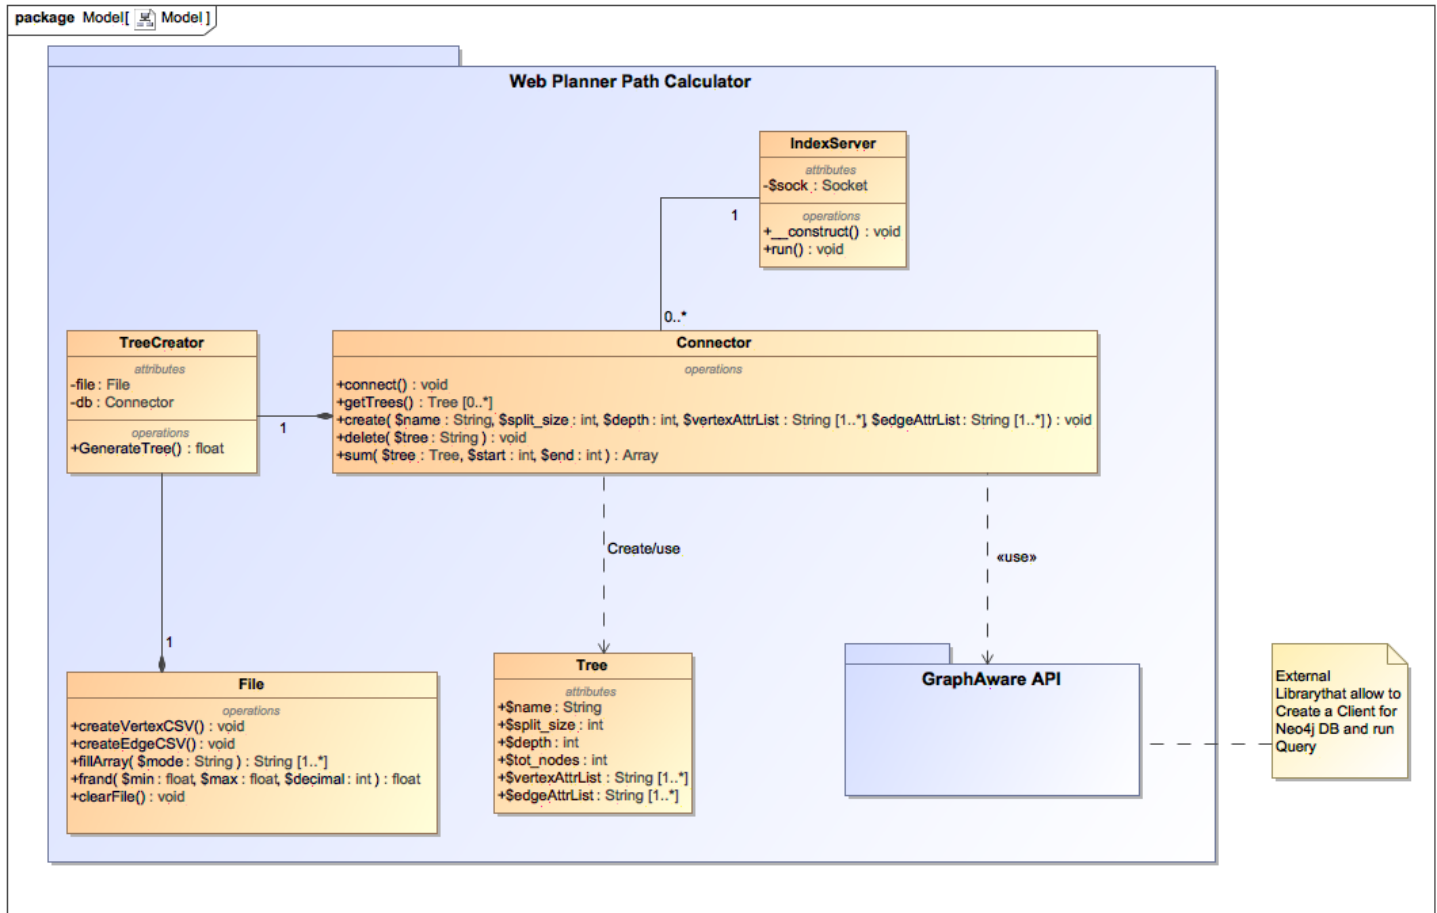 package Model[ Model ]
Web Planner Path Calculator
IndexServer
attributes
-$sock : Socket
operations
+__construct() : void
+run() : void
1
0..*
TreeCreator
attributes
-file : File
-db : Connector
operations
+GenerateTree() : float
1
Connector
operations
+connect() : void
+getTrees() : Tree [0..*]
+create( $name : String, $split_size : int, $depth : int, $vertexAttrList : String [1..*], $edgeAttrList : String [1..*] ) : void
+delete( $tree : String ) : void
+sum( $tree : Tree, $start : int, $end : int ) : Array
Create/use
«use»
1
File
operations
+createVertexCSV() : void
+createEdgeCSV() : void
+fillArray( $mode : String ) : String [1..*]
+frand( $min : float, $max : float, $decimal : int ) : float
+clearFile() : void
Tree
attributes
+$name : String
+$split_size : int
+$depth : int
+$tot_nodes : int
+$vertexAttrList : String [1..*]
+$edgeAttrList : String [1..*]
GraphAware API
External
Librarythat allow to
Create a Client for
Neo4j DB and run
Query